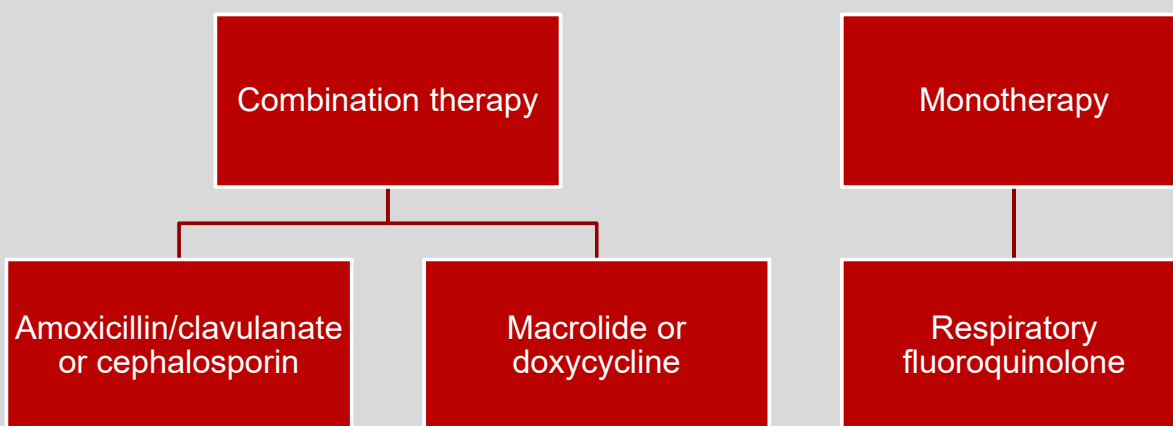 Combination therapy
Monotherapy
Amoxicillin/clavulanate
or cephalosporin
Macrolide or
doxycycline
Respiratory
fluoroquinolone